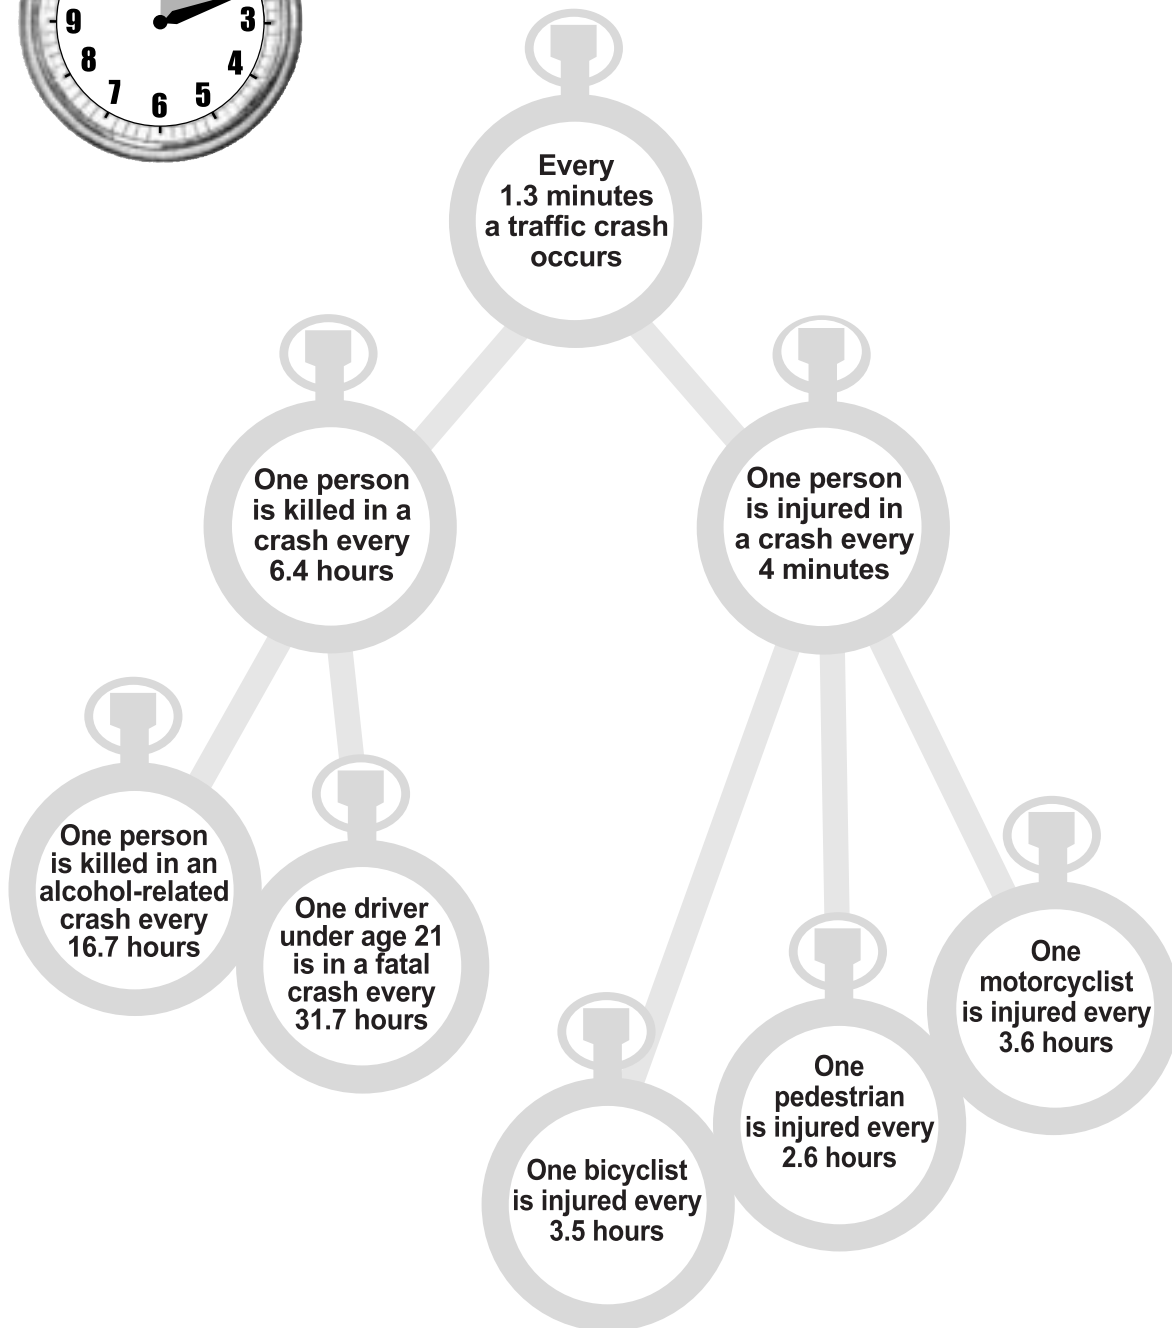 9
3
8
4
7
5
6
Every
1.3 minutes
a traffic crash
occurs
One person
is killed in a
crash every
6.4 hours
One person
is injured in
a crash every
4 minutes
One person
is killed in an
alcohol-related
crash every
16.7 hours
One driver
under age 21
is in a fatal
crash every
31.7 hours
One
motorcyclist
is injured every
3.6 hours
One
pedestrian
is injured every
2.6 hours
One bicyclist
is injured every
3.5 hours